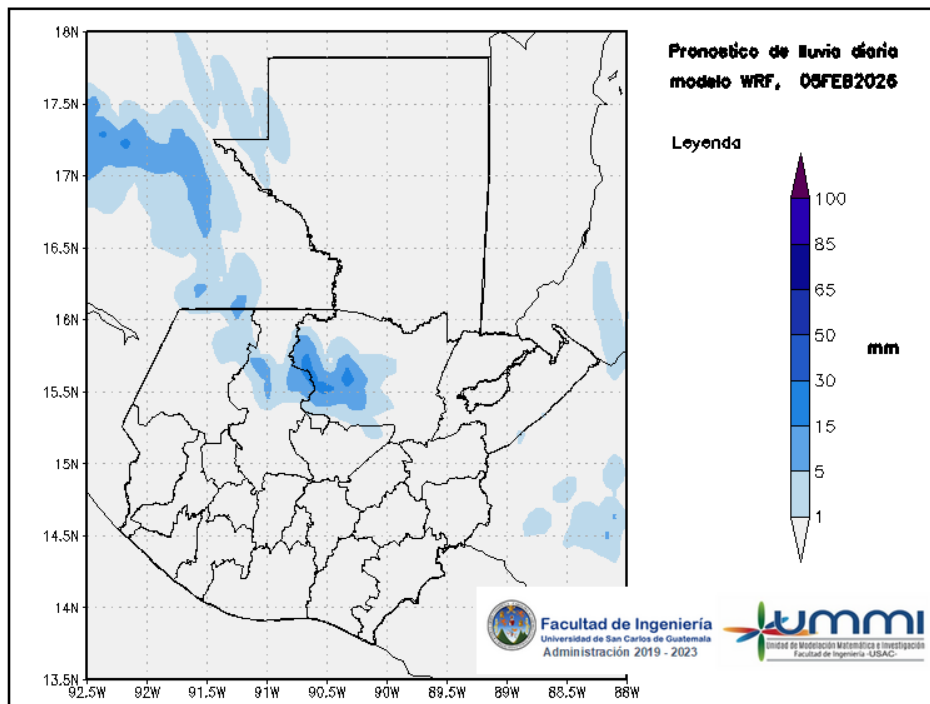 18N
17.5N
17N
16.5N
16N
15.5N
15N
14.5N
14N
13.5N
92.5W 92W 91.5W 91W 90.5W 90W 89W 88.5W 88W
Pronostico de lluvia diaria
modelo WRF,
Leyenda
100
85
65
50
30
15
5
1
mm
Facultad de Ingeniería
Universidad de San Carlos de Guatemala
Administración 2019 - 2023
ummi
Unidad de Modelación Matemática e Investigación
Facultad de Ingeniería -USAC-